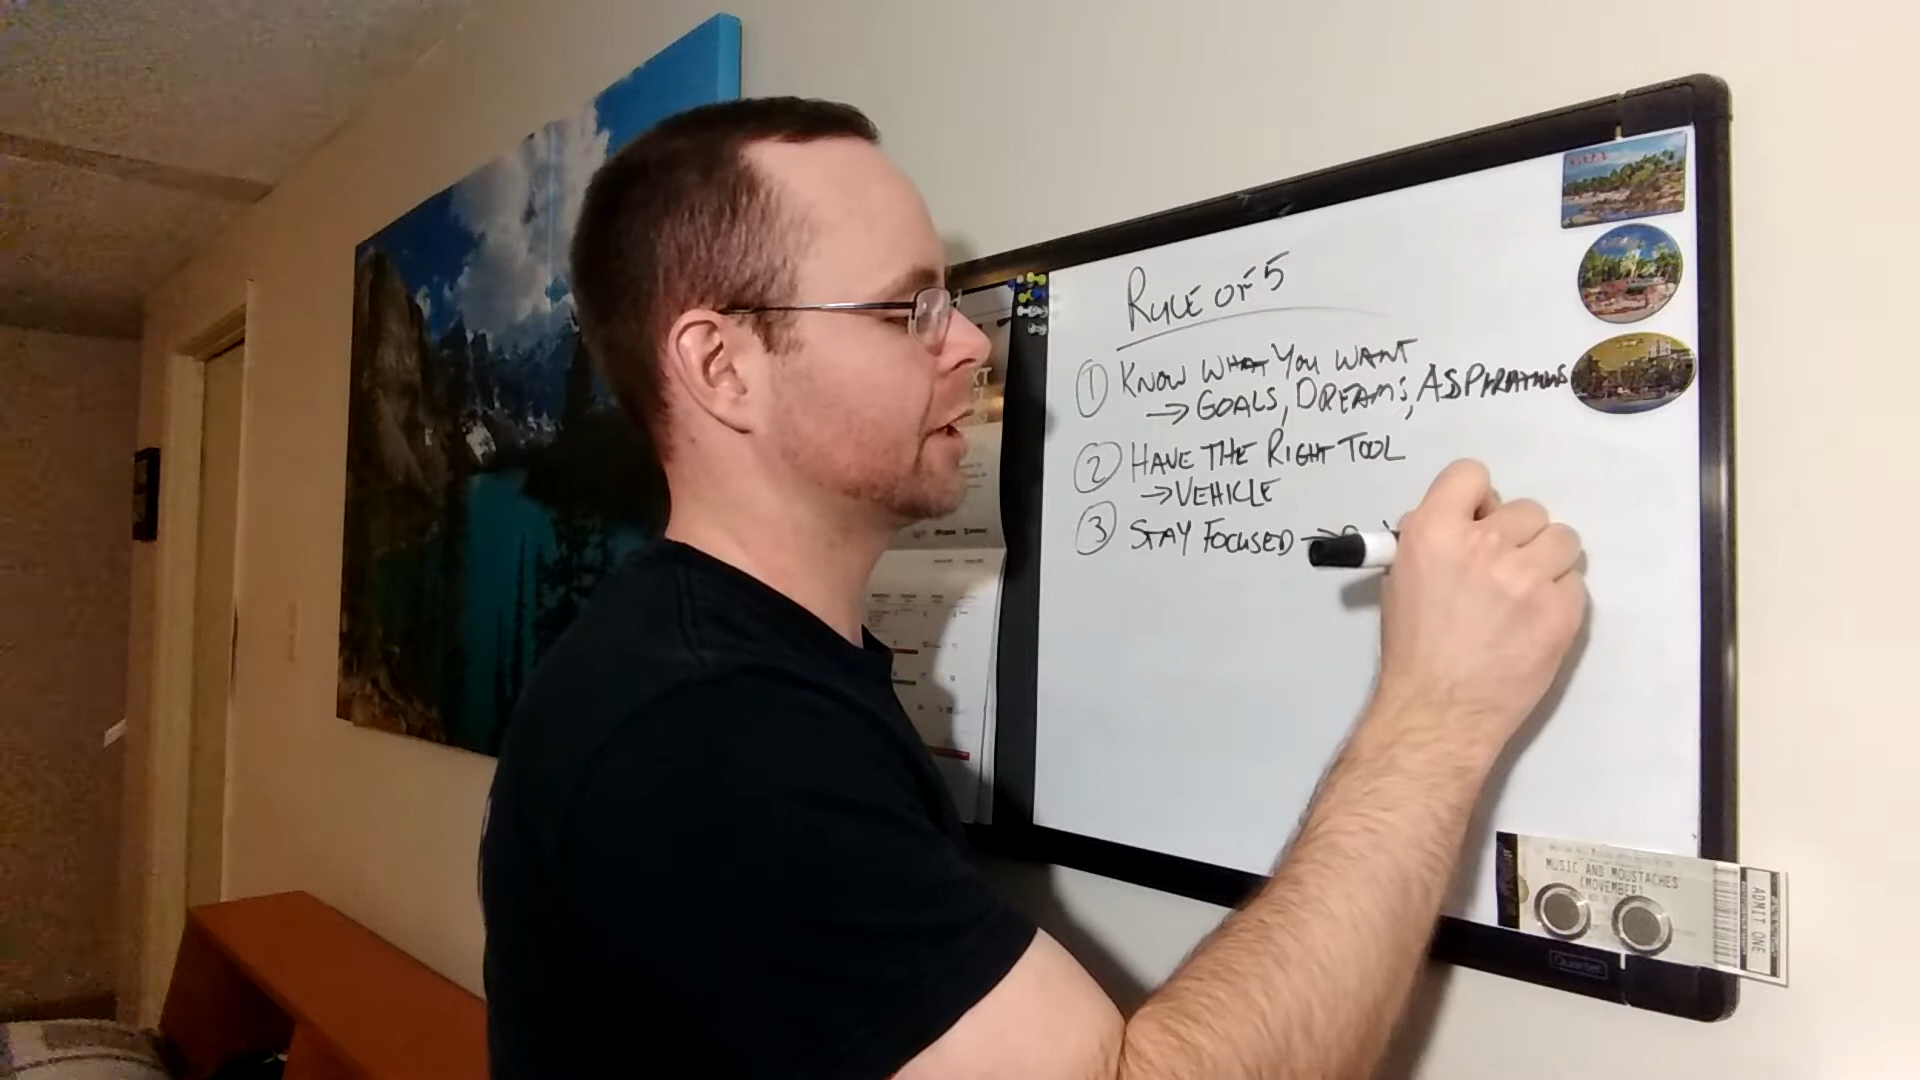 RULE OF 5
① KNOW WHAT YOU WANT
→ GOALS, DREAMS, ASPIRATIONS
② HAVE THE RIGHT TOOL
→ VEHICLE
③ STAY FOCUSED →
MUSIC AND MOUSTACHES
(MOVEMBER)
ADMIT ONE
Quartet